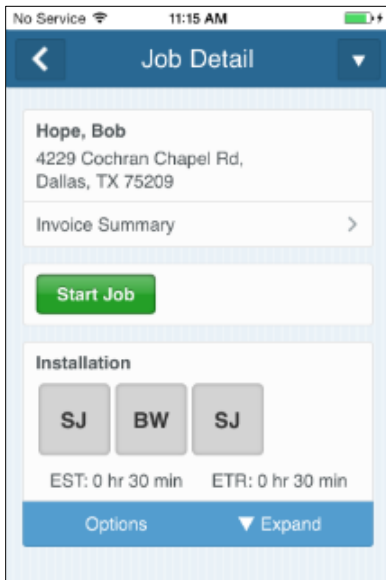 No Service 11:15 AM
Job Detail
Hope, Bob
4229 Cochran Chapel Rd,
Dallas, TX 75209
Invoice Summary
Start Job
Installation
SJ BW SJ
EST: 0 hr 30 min ETR: 0 hr 30 min
Options Expand